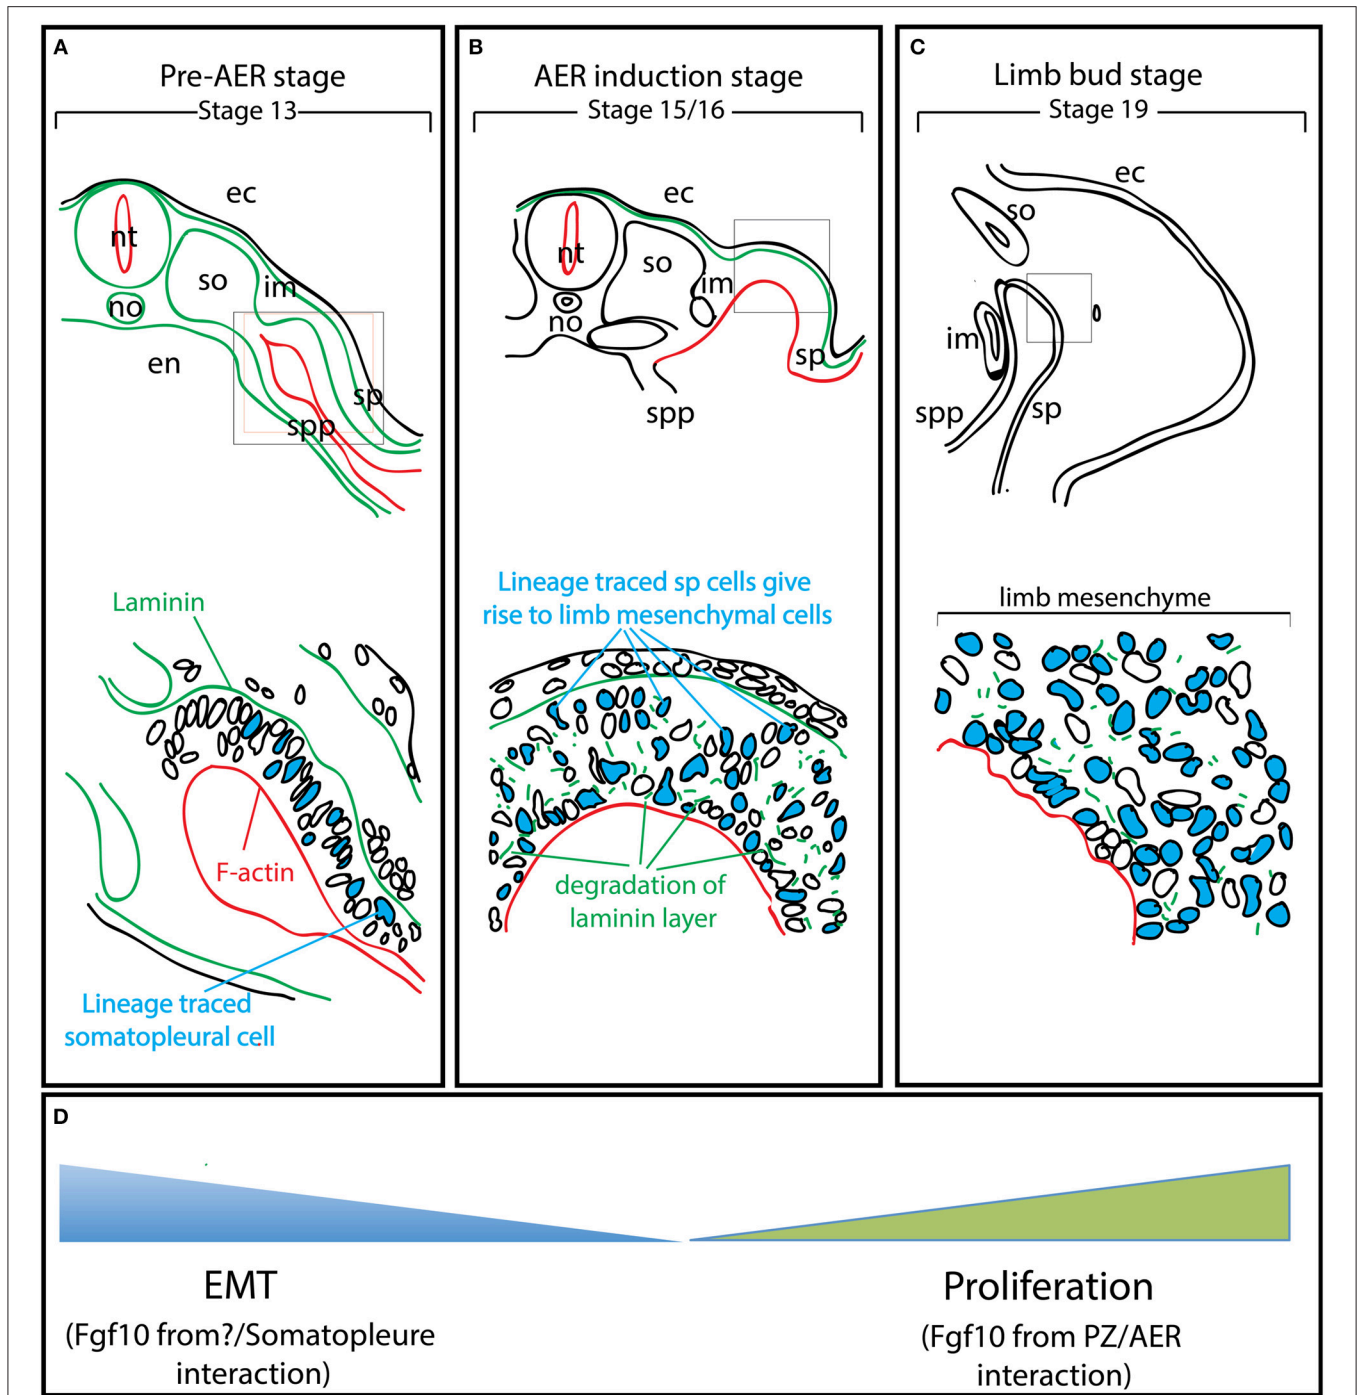 A
Pre-AER stage
Stage 13
ec
nt
so
im
no
en
sp
spp
Laminin
F-actin
Lineage traced
somatopleural cell
B
AER induction stage
Stage 15/16
ec
nt
so
im
no
sp
spp
Lineage traced sp cells give
rise to limb mesenchymal cells
degradation of
laminin layer
C
Limb bud stage
Stage 19
ec
so
im
spp
sp
limb mesenchyme
D
EMT
(Fgf10 from?/Somatopleure
interaction)
Proliferation
(Fgf10 from PZ/AER
interaction)